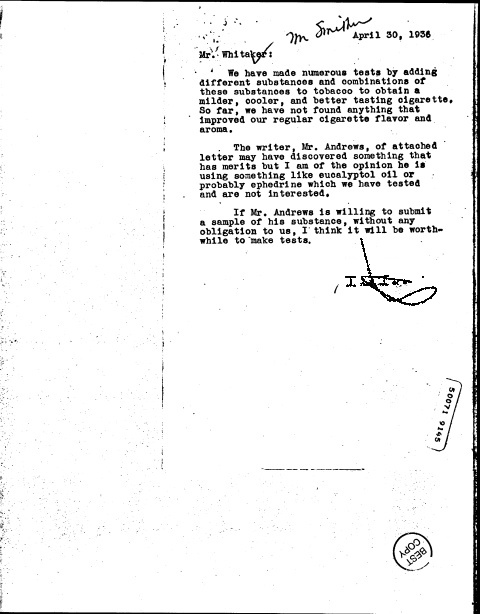 Mr Smither
April 30, 1936
Mr. Whitaker:
We have made numerous tests by adding
different substances and combinations of
these substances to tobacco to obtain a
milder, cooler, and better tasting cigarette.
So far, we have not found anything that
improved our regular cigarette flavor and
aroma.
The writer, Mr. Andrews, of attached
letter may have discovered something that
has merits but I am of the opinion he is
using something like eucalyptol oil or
probably ephedrine which we have tested
and are not interested.
If Mr. Andrews is willing to submit
a sample of his substance, without any
obligation to us, I think it will be worth-
while to make tests.
50071 9145
BEST
COPY